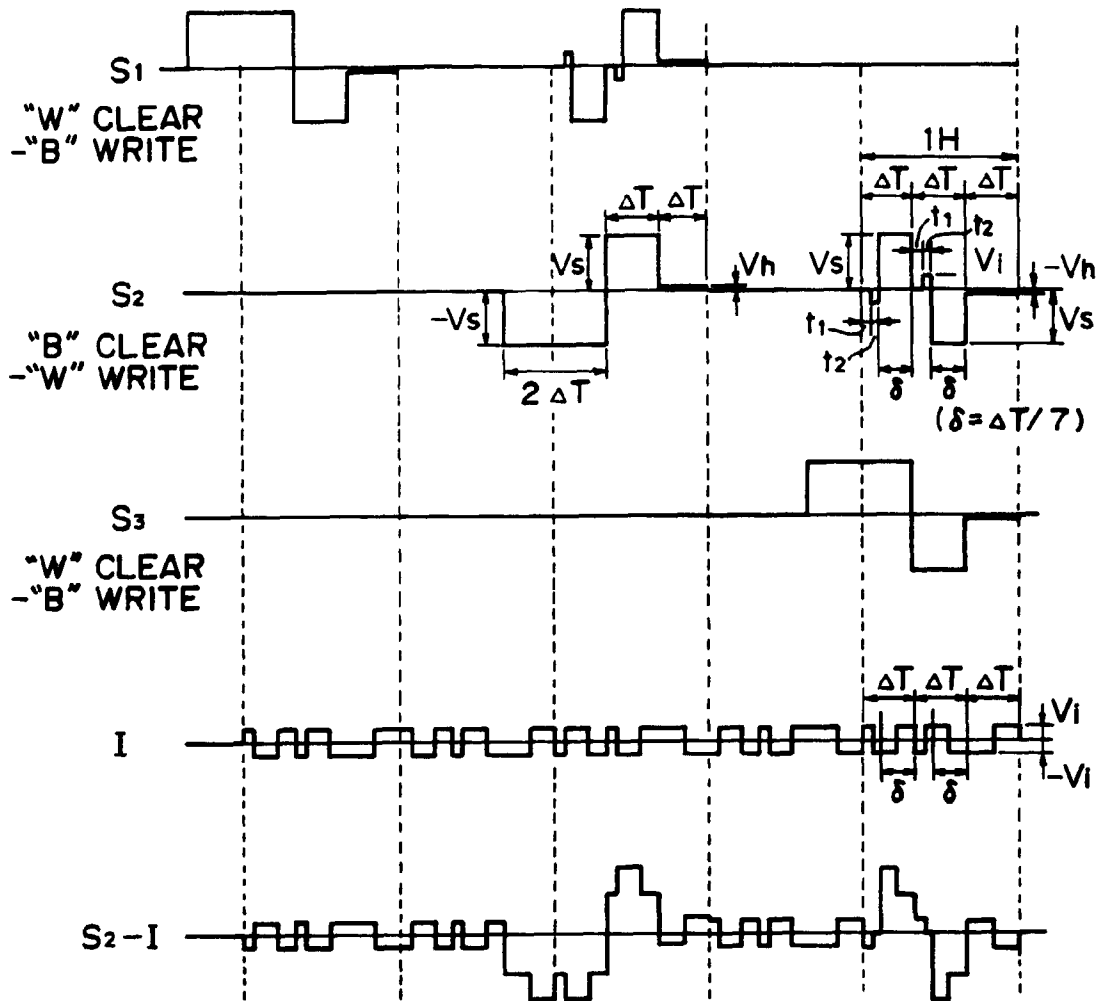 S1
"W" CLEAR
-"B" WRITE
1H
ΔT ΔT ΔT
ΔT ΔT
t1 t2
Vs Vh
Vs Vi -Vh
S2
-Vs Vs
t1
t2
"B" CLEAR
-"W" WRITE
2 ΔT
δ δ
(δ=ΔT/7)
S3
"W" CLEAR
-"B" WRITE
ΔT ΔT ΔT
Vi
I
-Vi
δ δ
S2-I